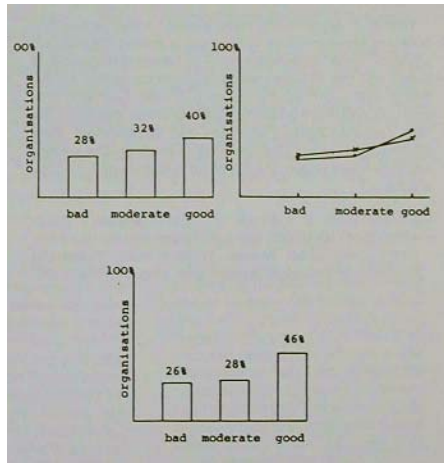 00%
organisations
28%
32%
40%
bad moderate good
100%
organisations
bad moderate good
100%
organisations
26%
28%
46%
bad moderate good